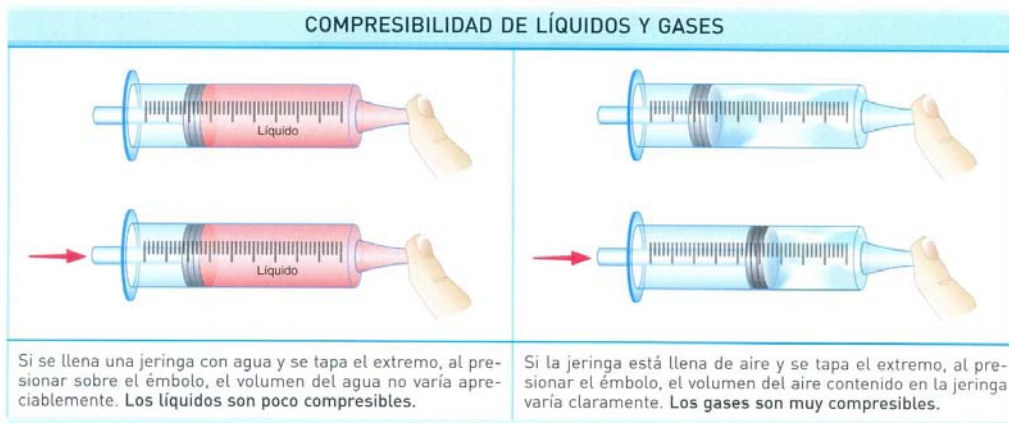 COMPRESIBILIDAD DE LÍQUIDOS Y GASES
Líquido
Líquido
Si se llena una jeringa con agua y se tapa el extremo, al pre-
sionar sobre el émbolo, el volumen del agua no varía apre-
ciablemente. Los líquidos son poco compresibles.
Si la jeringa está llena de aire y se tapa el extremo, al pre-
sionar el émbolo, el volumen del aire contenido en la jeringa
varía claramente. Los gases son muy compresibles.